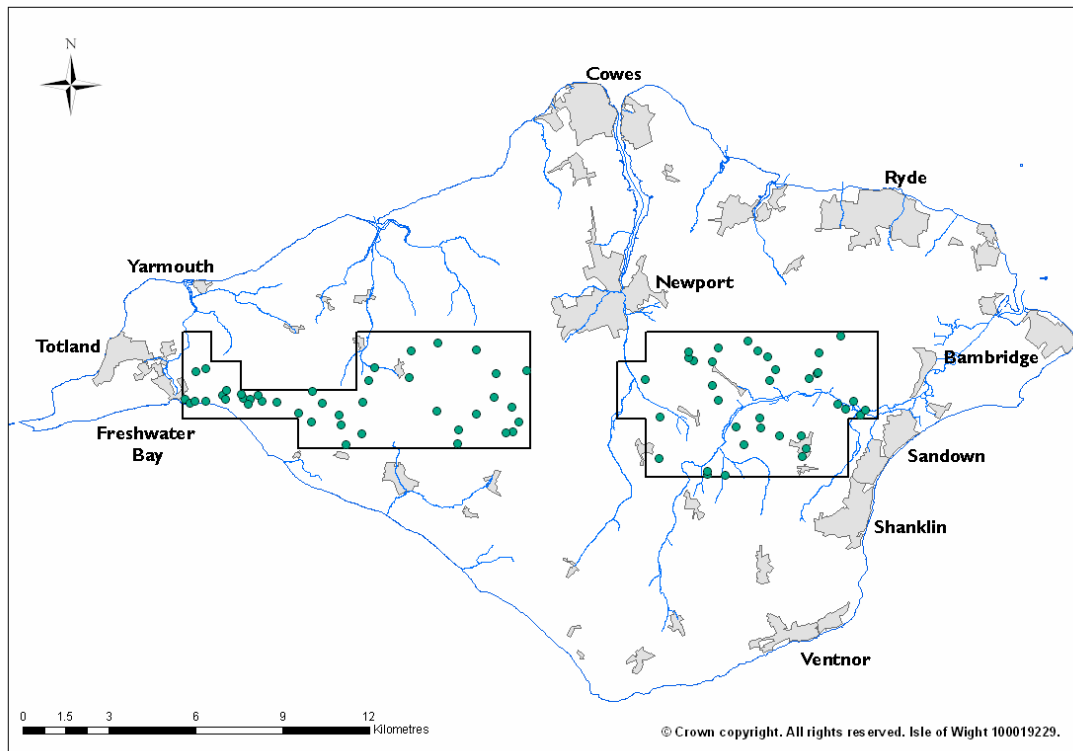 N
Cowes
Ryde
Yarmouth
Newport
Totland
Bambridge
Freshwater
Bay
Sandown
Shanklin
Ventnor
0 1.5 3 6 9 12
Kilometres
© Crown copyright. All rights reserved. Isle of Wight 100019229.